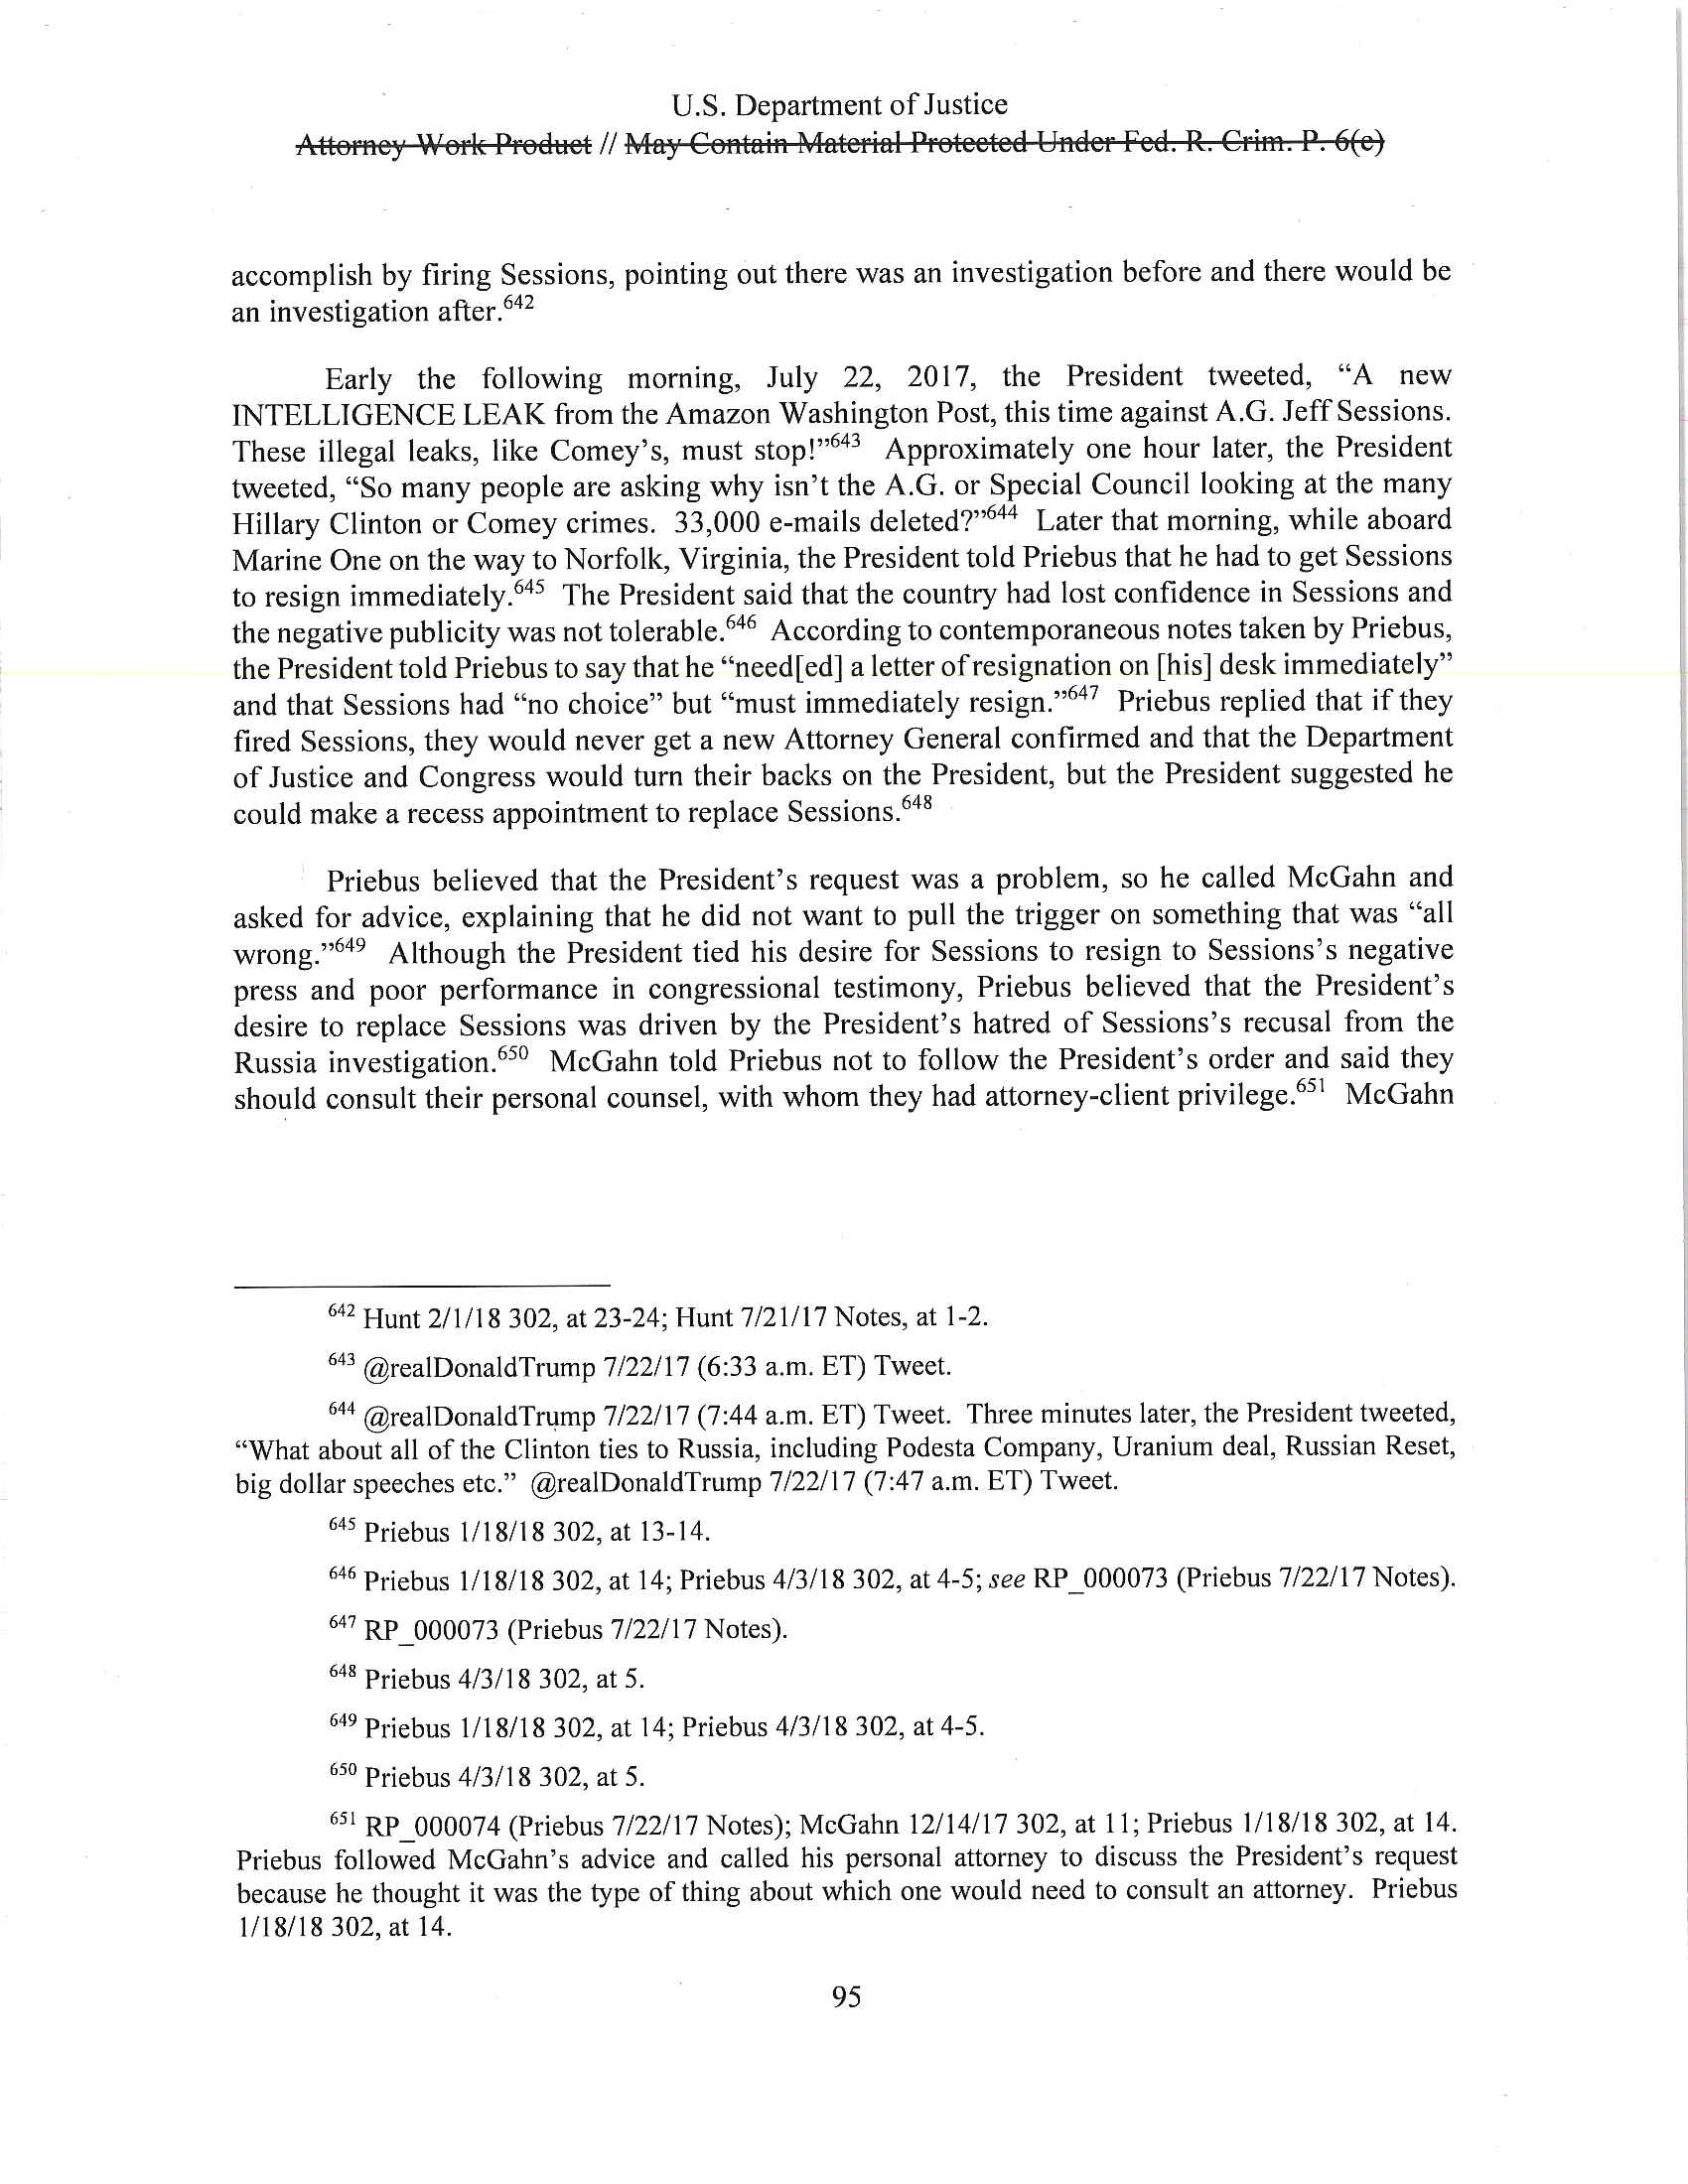 U.S. Department of Justice
Attorney Work Product // May Contain Material Protected Under Fed. R. Crim. P. 6(e)
accomplish by firing Sessions, pointing out there was an investigation before and there would be
an investigation after.642
Early the following morning, July 22, 2017, the President tweeted, “A new
INTELLIGENCE LEAK from the Amazon Washington Post, this time against A.G. Jeff Sessions.
These illegal leaks, like Comey’s, must stop!”643 Approximately one hour later, the President
tweeted, “So many people are asking why isn’t the A.G. or Special Council looking at the many
Hillary Clinton or Comey crimes. 33,000 e-mails deleted?”644 Later that morning, while aboard
Marine One on the way to Norfolk, Virginia, the President told Priebus that he had to get Sessions
to resign immediately.645 The President said that the country had lost confidence in Sessions and
the negative publicity was not tolerable.646 According to contemporaneous notes taken by Priebus,
the President told Priebus to say that he “need[ed] a letter of resignation on [his] desk immediately”
and that Sessions had “no choice” but “must immediately resign.”647 Priebus replied that if they
fired Sessions, they would never get a new Attorney General confirmed and that the Department
of Justice and Congress would turn their backs on the President, but the President suggested he
could make a recess appointment to replace Sessions.648
Priebus believed that the President’s request was a problem, so he called McGahn and
asked for advice, explaining that he did not want to pull the trigger on something that was “all
wrong.”649 Although the President tied his desire for Sessions to resign to Sessions’s negative
press and poor performance in congressional testimony, Priebus believed that the President’s
desire to replace Sessions was driven by the President’s hatred of Sessions’s recusal from the
Russia investigation.650 McGahn told Priebus not to follow the President’s order and said they
should consult their personal counsel, with whom they had attorney-client privilege.651 McGahn
642 Hunt 2/1/18 302, at 23-24; Hunt 7/21/17 Notes, at 1-2.
643 @realDonaldTrump 7/22/17 (6:33 a.m. ET) Tweet.
644 @realDonaldTrump 7/22/17 (7:44 a.m. ET) Tweet. Three minutes later, the President tweeted,
“What about all of the Clinton ties to Russia, including Podesta Company, Uranium deal, Russian Reset,
big dollar speeches etc.” @realDonaldTrump 7/22/17 (7:47 a.m. ET) Tweet.
645 Priebus 1/18/18 302, at 13-14.
646 Priebus 1/18/18 302, at 14; Priebus 4/3/18 302, at 4-5; see RP_000073 (Priebus 7/22/17 Notes).
647 RP_000073 (Priebus 7/22/17 Notes).
648 Priebus 4/3/18 302, at 5.
649 Priebus 1/18/18 302, at 14; Priebus 4/3/18 302, at 4-5.
650 Priebus 4/3/18 302, at 5.
651 RP_000074 (Priebus 7/22/17 Notes); McGahn 12/14/17 302, at 11; Priebus 1/18/18 302, at 14.
Priebus followed McGahn’s advice and called his personal attorney to discuss the President’s request
because he thought it was the type of thing about which one would need to consult an attorney. Priebus
1/18/18 302, at 14.
95